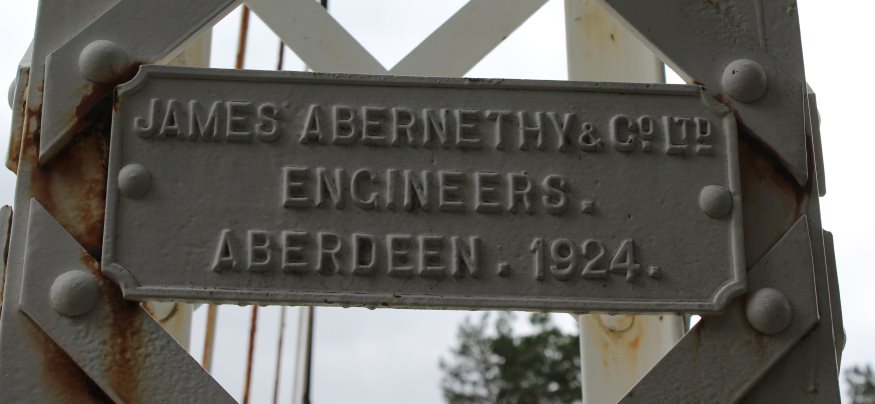 JAMES ABERNETHY & Cº. LTD
ENGINEERS.
ABERDEEN. 1924.